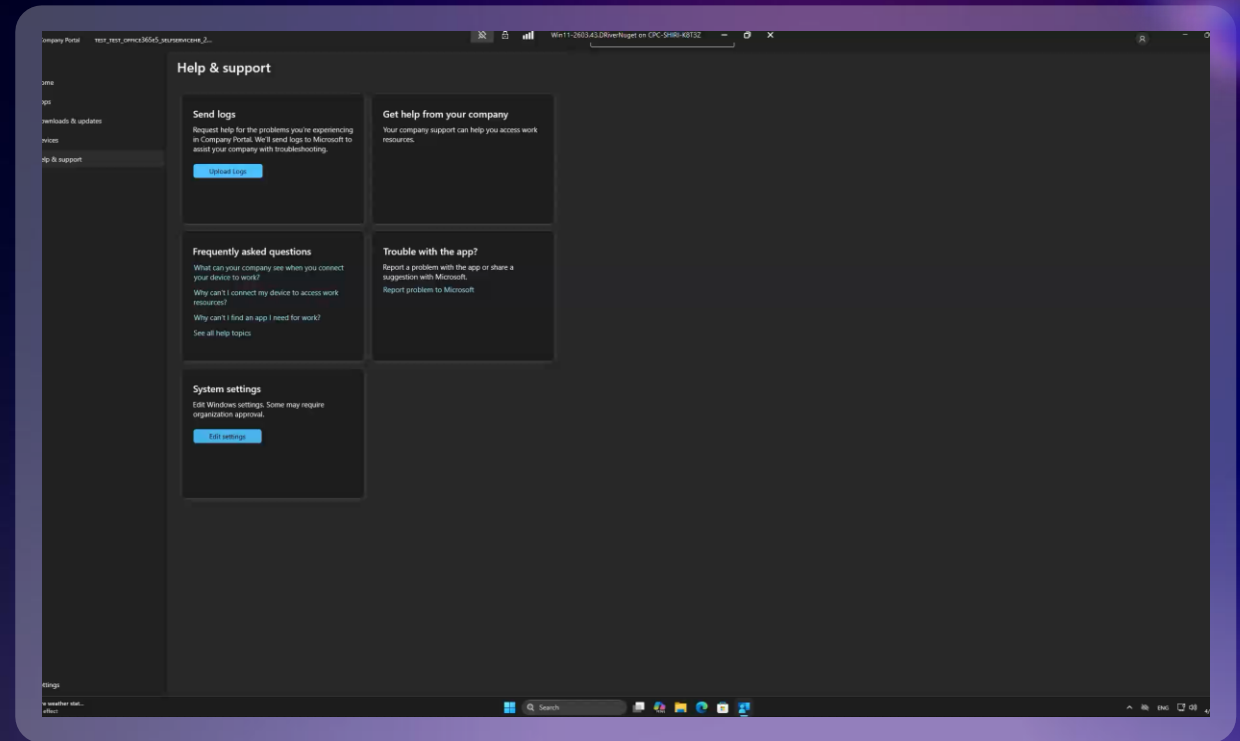 ompany Portal
TEST_TEST_OFFICE365E5_SELFSERVICEHR_2...
Win11-2603.43.DRiverNuget on CPC-SHIRI-K8T3Z
ome
pps
ownloads & updates
evices
elp & support
Help & support
Send logs
Request help for the problems you're experiencing
in Company Portal. We'll send logs to Microsoft to
assist your company with troubleshooting.
Upload Logs
Get help from your company
Your company support can help you access work
resources.
Frequently asked questions
What can your company see when you connect
your device to work?
Why can't I connect my device to access work
resources?
Why can't I find an app I need for work?
See all help topics
Trouble with the app?
Report a problem with the app or share a
suggestion with Microsoft.
Report problem to Microsoft
System settings
Edit Windows settings. Some may require
organization approval.
Edit settings
ttings
e weather stat...
effect
Search
ENG
4/